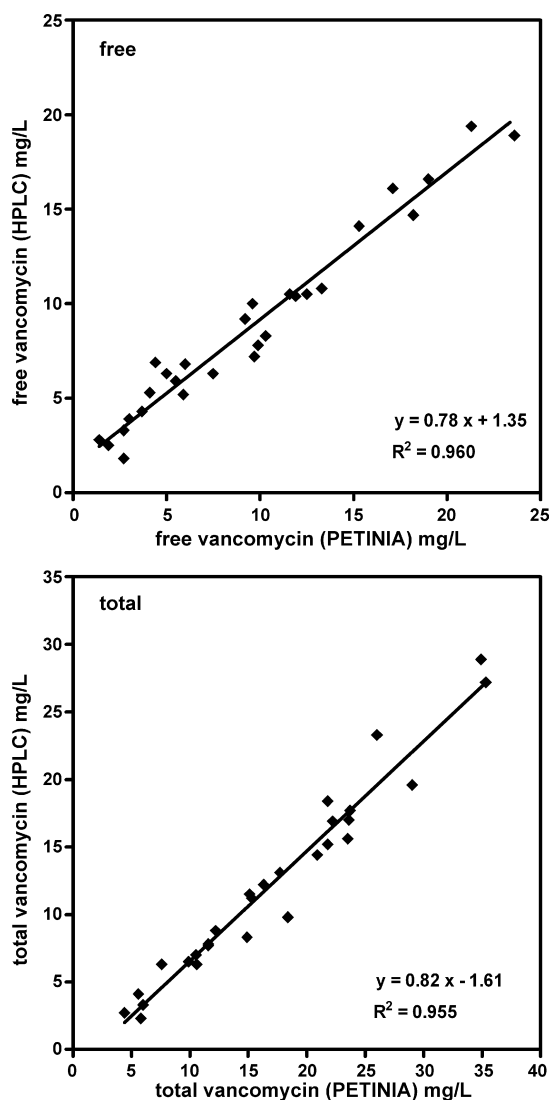 25
free
20
15
10
5
0
free vancomycin (HPLC) mg/L
y = 0.78 x + 1.35
R² = 0.960
0 5 10 15 20 25
free vancomycin (PETINIA) mg/L
35
total
30
25
20
15
10
5
0
total vancomycin (HPLC) mg/L
y = 0.82 x - 1.61
R² = 0.955
0 5 10 15 20 25 30 35 40
total vancomycin (PETINIA) mg/L